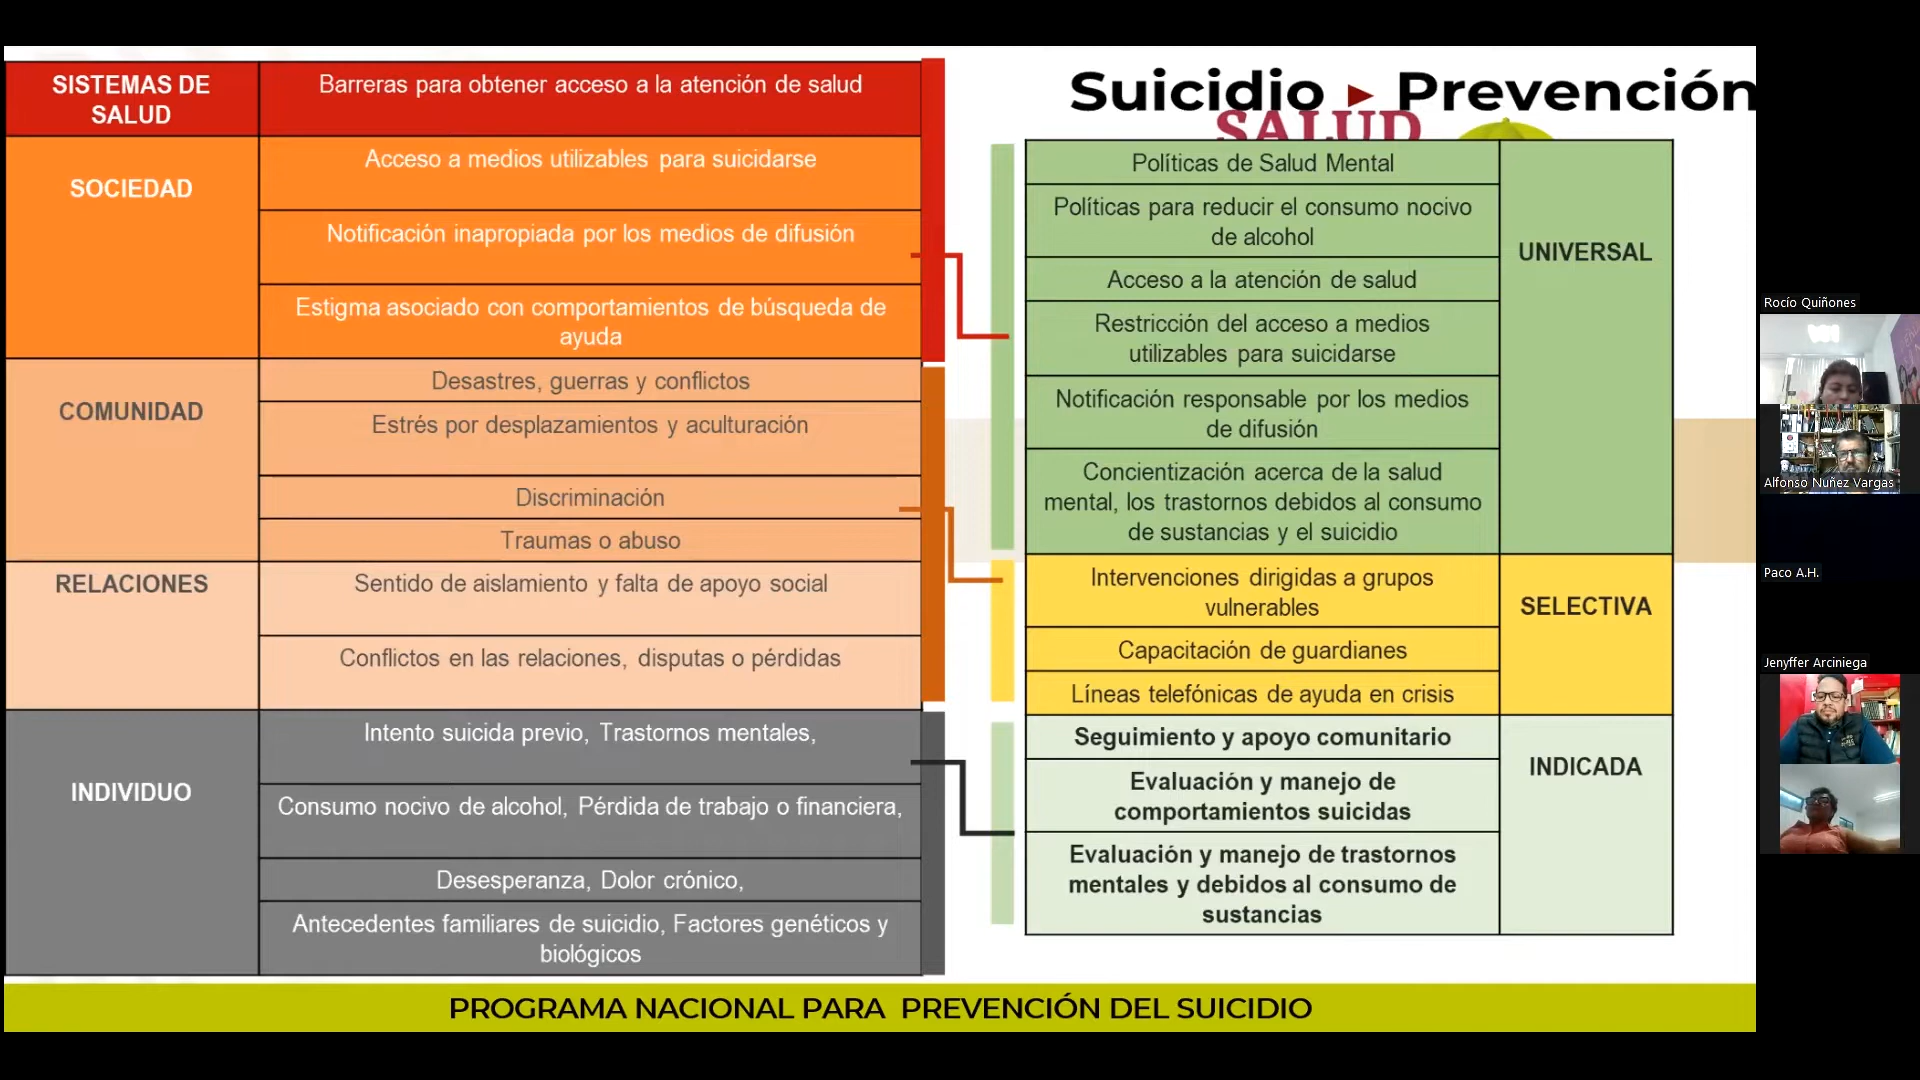 SISTEMAS DE
SALUD
Barreras para obtener acceso a la atención de salud
SOCIEDAD
Acceso a medios utilizables para suicidarse
Notificación inapropiada por los medios de difusión
Estigma asociado con comportamientos de búsqueda de
ayuda
COMUNIDAD
Desastres, guerras y conflictos
Estrés por desplazamientos y aculturación
Discriminación
Traumas o abuso
RELACIONES
Sentido de aislamiento y falta de apoyo social
Conflictos en las relaciones, disputas o pérdidas
INDIVIDUO
Intento suicida previo, Trastornos mentales,
Consumo nocivo de alcohol, Pérdida de trabajo o financiera,
Desesperanza, Dolor crónico,
Antecedentes familiares de suicidio, Factores genéticos y
biológicos
Suicidio ► Prevención
SALUD
Políticas de Salud Mental
Políticas para reducir el consumo nocivo
de alcohol
Acceso a la atención de salud
Restricción del acceso a medios
utilizables para suicidarse
Notificación responsable por los medios
de difusión
Concientización acerca de la salud
mental, los trastornos debidos al consumo
de sustancias y el suicidio
UNIVERSAL
Intervenciones dirigidas a grupos
vulnerables
Capacitación de guardianes
Líneas telefónicas de ayuda en crisis
SELECTIVA
Seguimiento y apoyo comunitario
Evaluación y manejo de
comportamientos suicidas
Evaluación y manejo de trastornos
mentales y debidos al consumo de
sustancias
INDICADA
PROGRAMA NACIONAL PARA PREVENCIÓN DEL SUICIDIO
Rocío Quiñones
Alfonso Nuñez Vargas
Paco A.H.
Jenyffer Arciniega